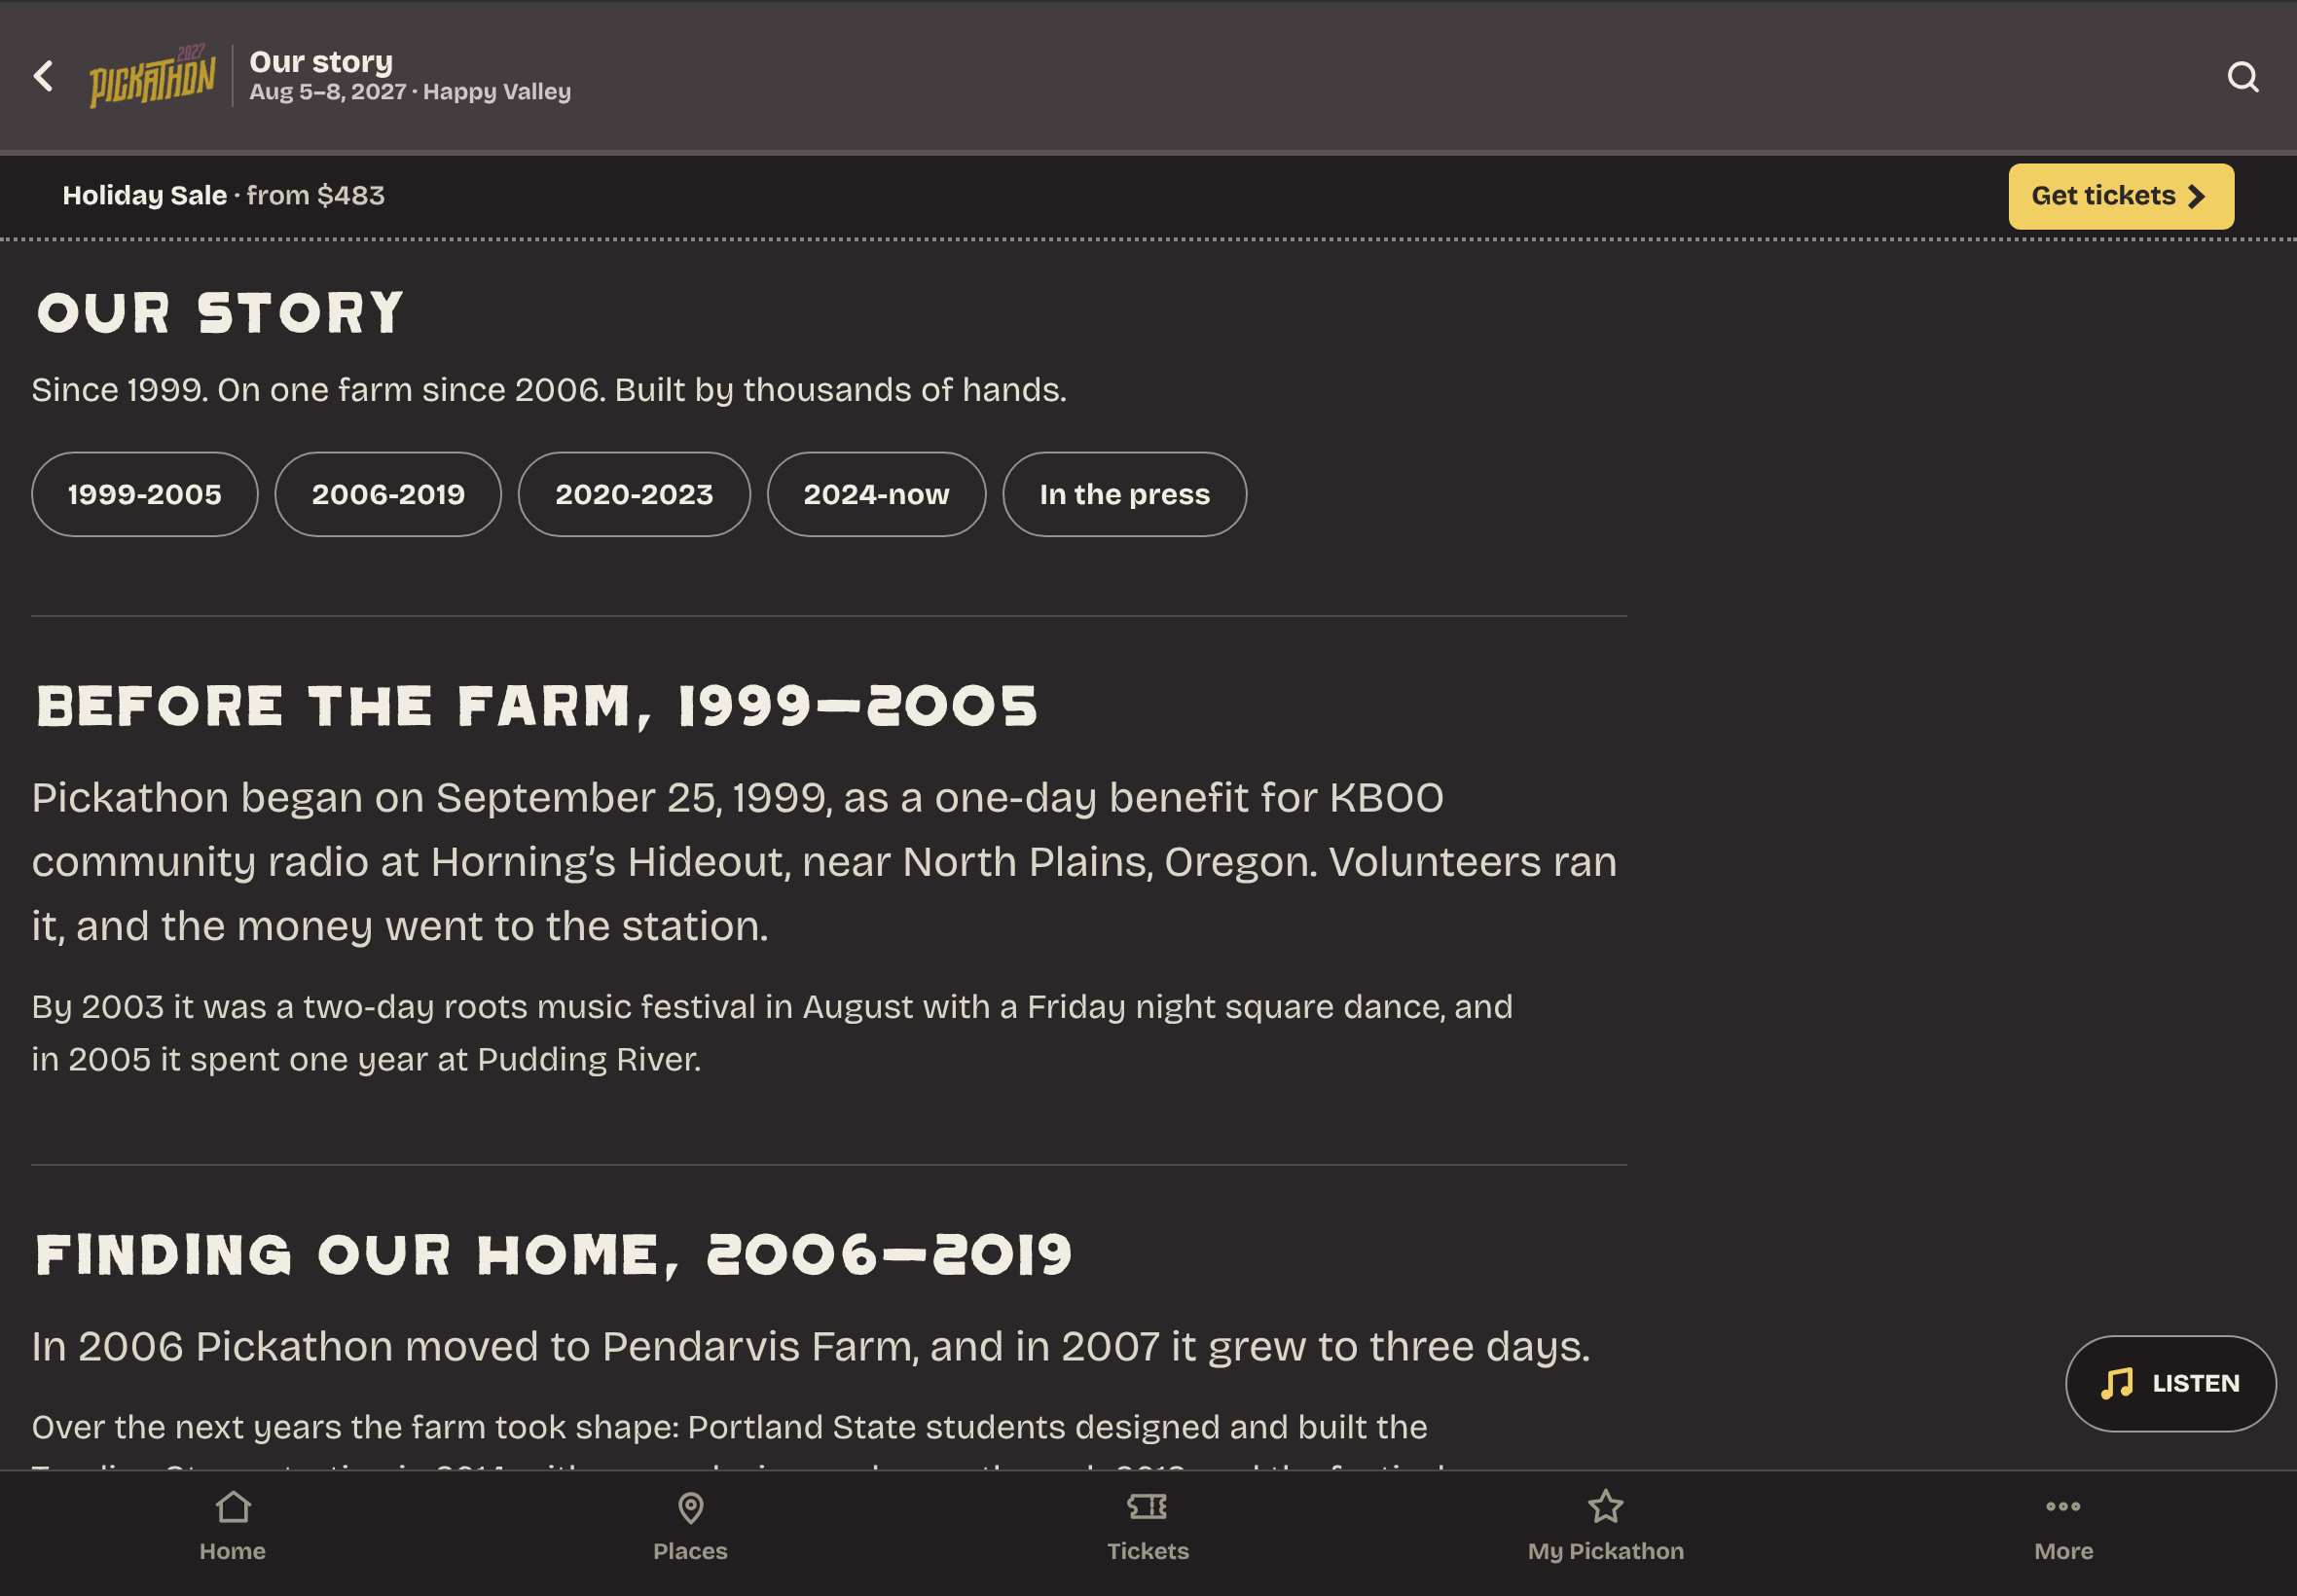 PICKATHON 2027
Our story
Aug 5–8, 2027 · Happy Valley
Holiday Sale · from $483
Get tickets
OUR STORY
Since 1999. On one farm since 2006. Built by thousands of hands.
1999-2005
2006-2019
2020-2023
2024-now
In the press
BEFORE THE FARM, 1999—2005
Pickathon began on September 25, 1999, as a one-day benefit for KBOO
community radio at Horning’s Hideout, near North Plains, Oregon. Volunteers ran
it, and the money went to the station.
By 2003 it was a two-day roots music festival in August with a Friday night square dance, and
in 2005 it spent one year at Pudding River.
FINDING OUR HOME, 2006—2019
In 2006 Pickathon moved to Pendarvis Farm, and in 2007 it grew to three days.
LISTEN
Over the next years the farm took shape: Portland State students designed and built the
Home
Places
Tickets
My Pickathon
More